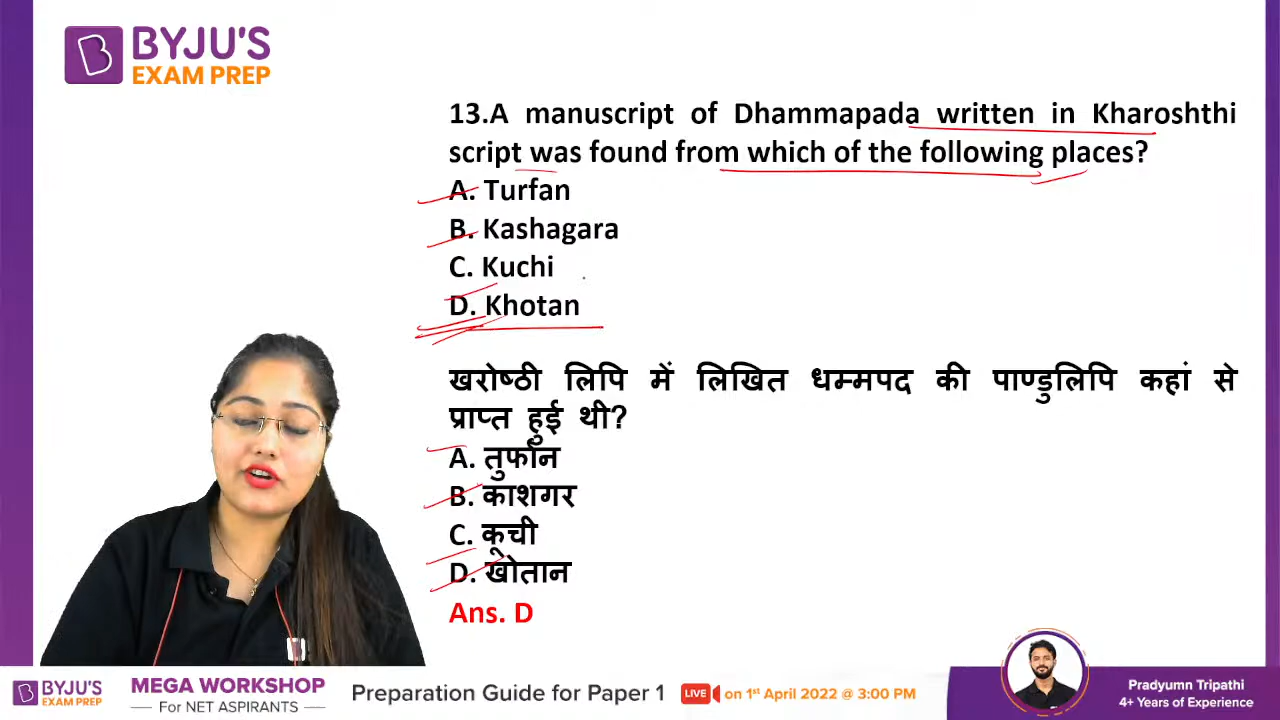 BYJU'S
EXAM PREP
13.A manuscript of Dhammapada written in Kharoshthi
script was found from which of the following places?
A. Turfan
B. Kashagara
C. Kuchi
D. Khotan
खरोष्ठी लिपि में लिखित धम्मपद की पाण्डुलिपि कहां से
प्राप्त हुई थी?
A. तुर्फान
B. काशगर
C. कूची
D. खोतान
Ans. D
BYJU'S
EXAM PREP
MEGA WORKSHOP
For NET ASPIRANTS
Preparation Guide for Paper 1
LIVE on 1st April 2022 @ 3:00 PM
Pradyumn Tripathi
4+ Years of Experience